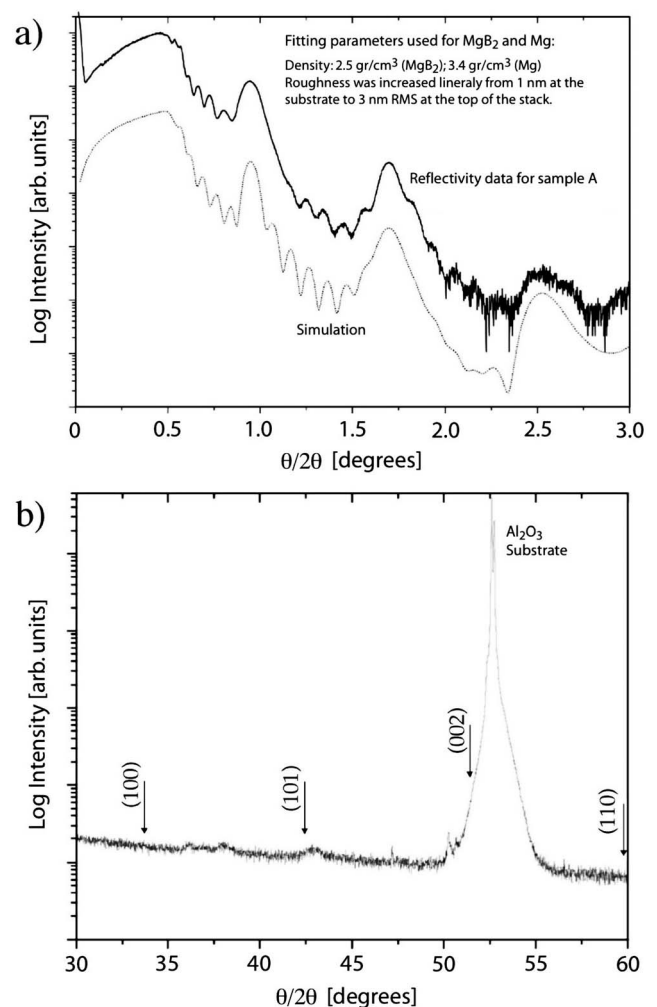 a)
Fitting parameters used for MgB2 and Mg:
Density: 2.5 gr/cm³ (MgB2); 3.4 gr/cm³ (Mg)
Roughness was increased lineraly from 1 nm at the
substrate to 3 nm RMS at the top of the stack.
Log Intensity [arb. units]
Reflectivity data for sample A
Simulation
0 0.5 1.0 1.5 2.0 2.5 3.0
θ/2θ [degrees]
b)
Log Intensity [arb. units]
Al2O3
Substrate
(100)
(101)
(002)
(110)
30 35 40 45 50 55 60
θ/2θ [degrees]